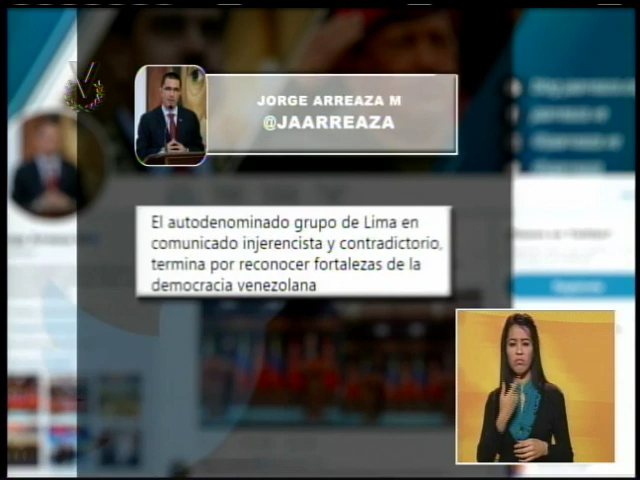 JORGE ARREAZA M
@JAARREAZA
El autodenominado grupo de Lima en
comunicado injerencista y contradictorio,
termina por reconocer fortalezas de la
democracia venezolana